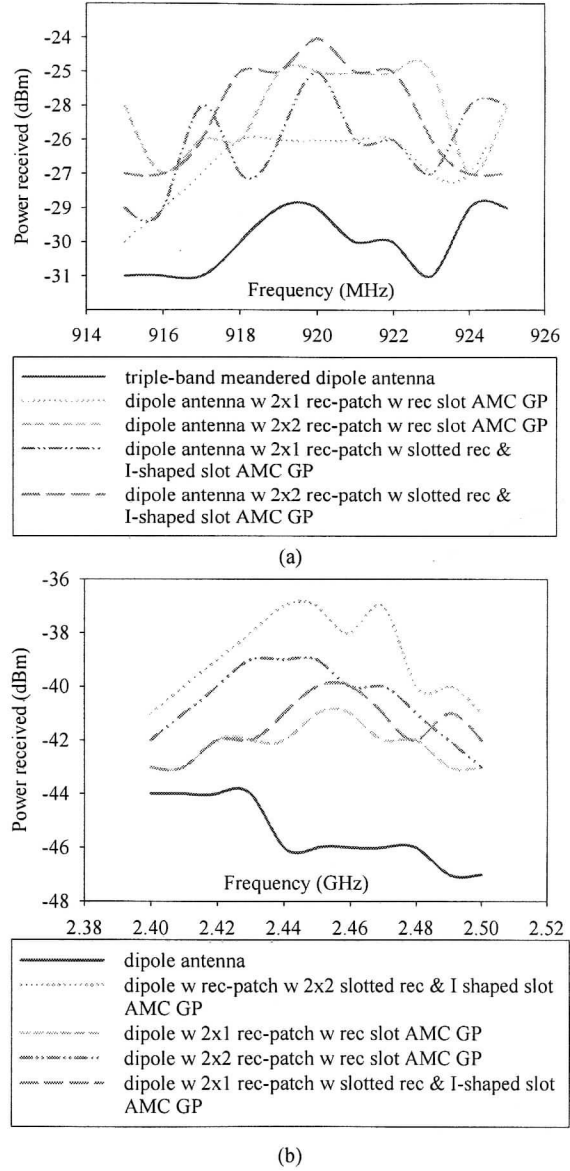 Power received (dBm)
-24
-25
-28
-26
-27
-29
-30
-31
Frequency (MHz)
914 916 918 920 922 924 926
triple-band meandered dipole antenna
dipole antenna w 2x1 rec-patch w rec slot AMC GP
dipole antenna w 2x2 rec-patch w rec slot AMC GP
dipole antenna w 2x1 rec-patch w slotted rec &
I-shaped slot AMC GP
dipole antenna w 2x2 rec-patch w slotted rec &
I-shaped slot AMC GP
(a)
Power received (dBm)
-36
-38
-40
-42
-44
-46
-48
Frequency (GHz)
2.38 2.40 2.42 2.44 2.46 2.48 2.50 2.52
dipole antenna
dipole w rec-patch w 2x2 slotted rec & I shaped slot
AMC GP
dipole w 2x1 rec-patch w rec slot AMC GP
dipole w 2x2 rec-patch w rec slot AMC GP
dipole w 2x1 rec-patch w slotted rec & I-shaped slot
AMC GP
(b)